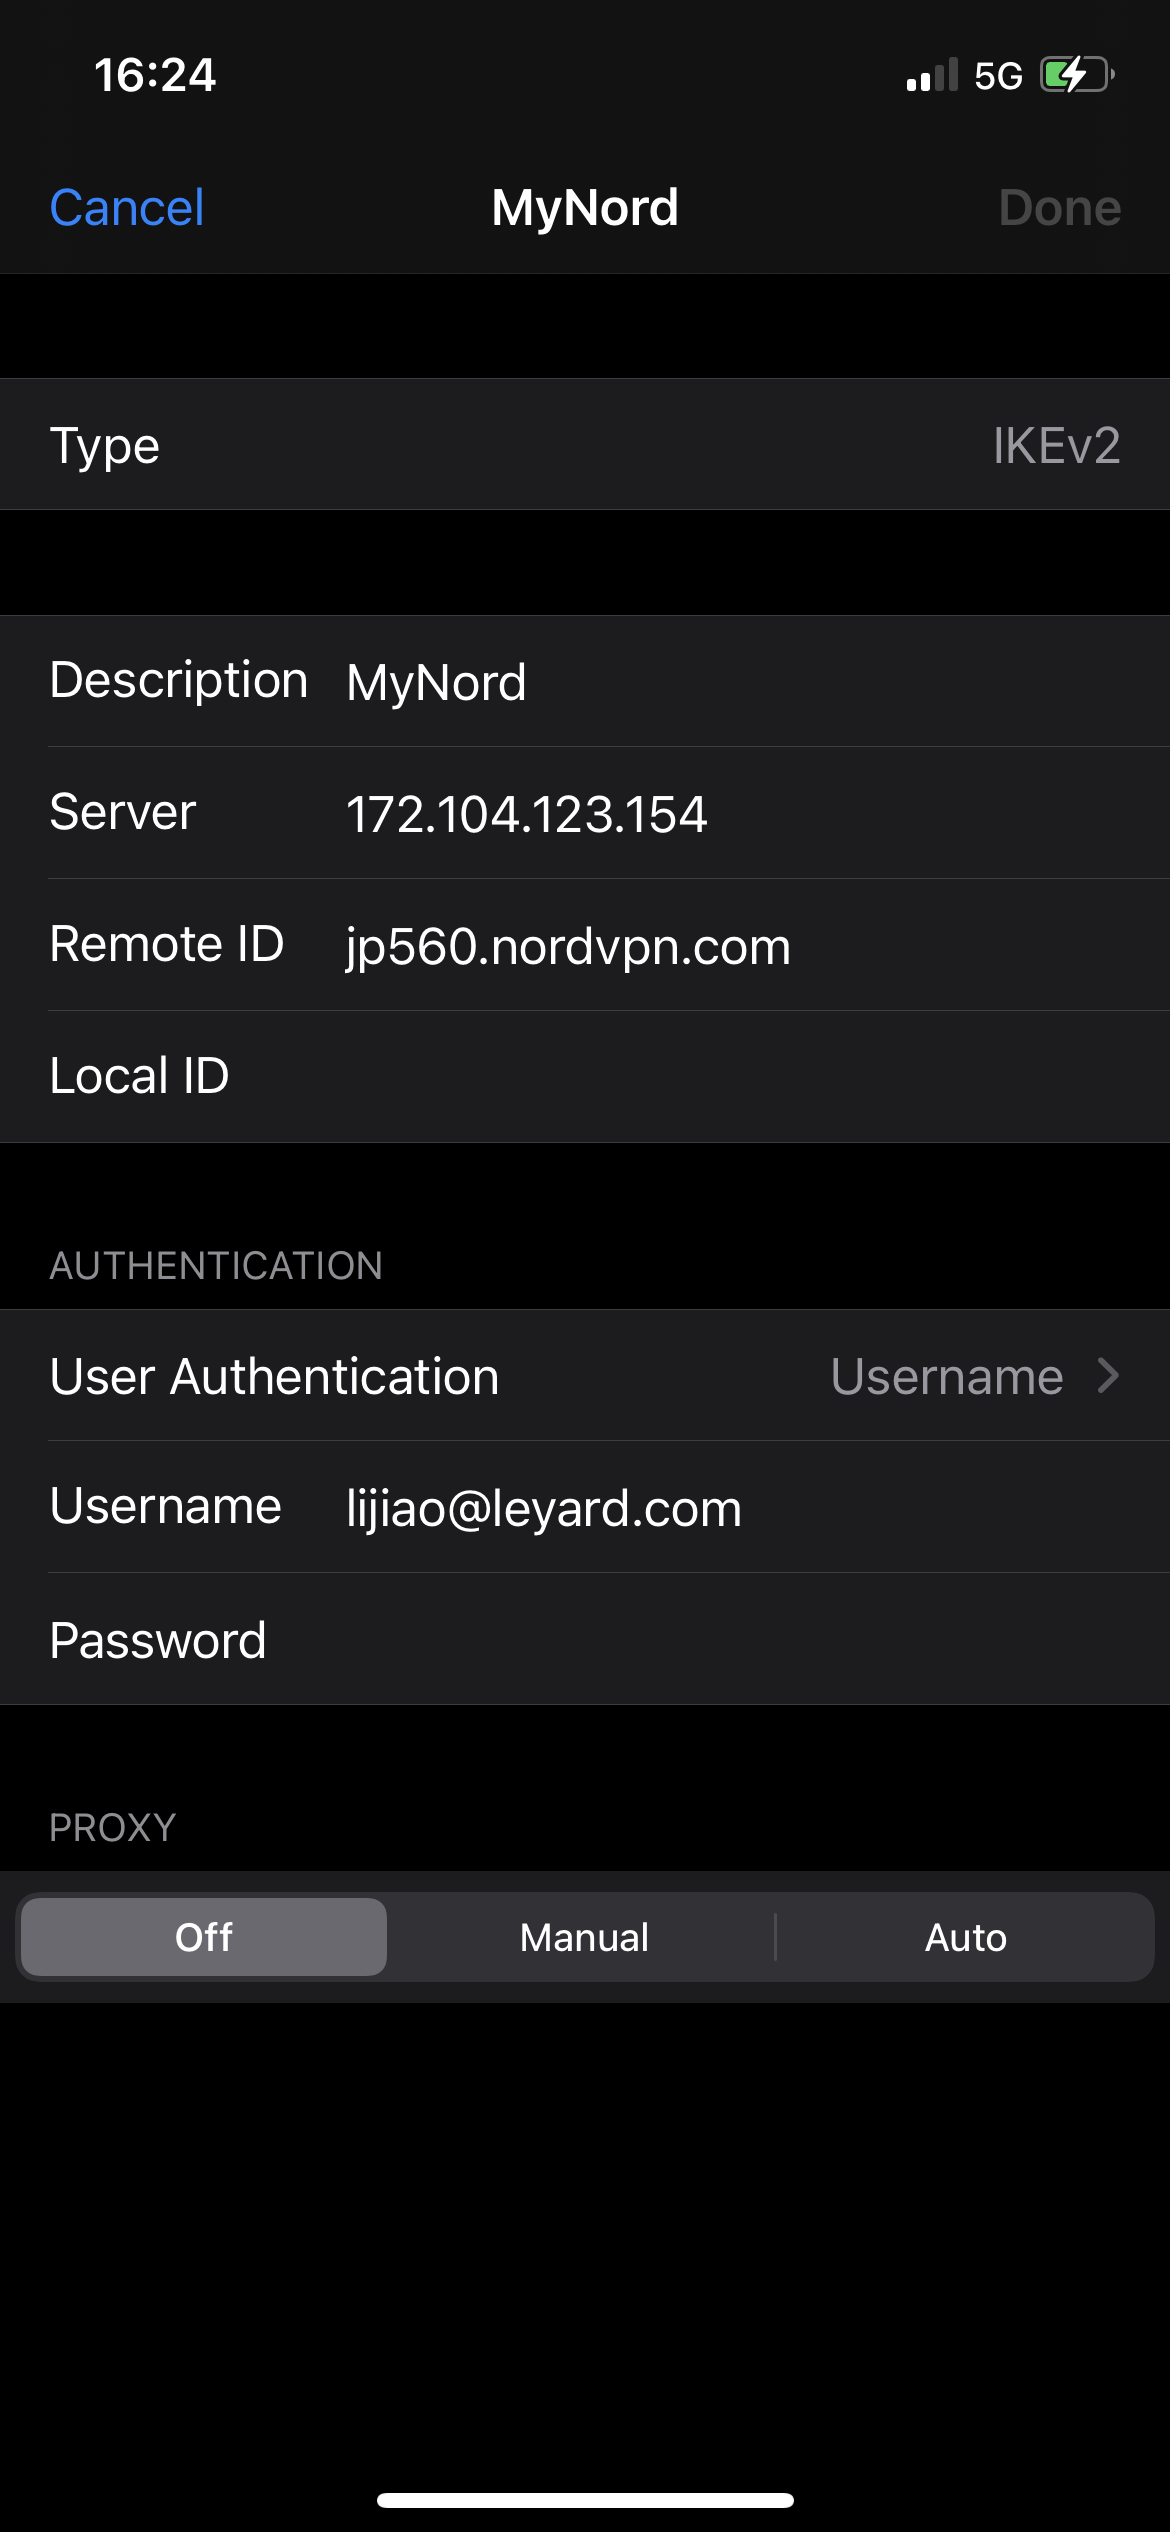 16:24 5G
Cancel MyNord Done
Type IKEv2
Description MyNord
Server 172.104.123.154
Remote ID jp560.nordvpn.com
Local ID
AUTHENTICATION
User Authentication Username
Username lijiao@leyard.com
Password
PROXY
Off Manual Auto